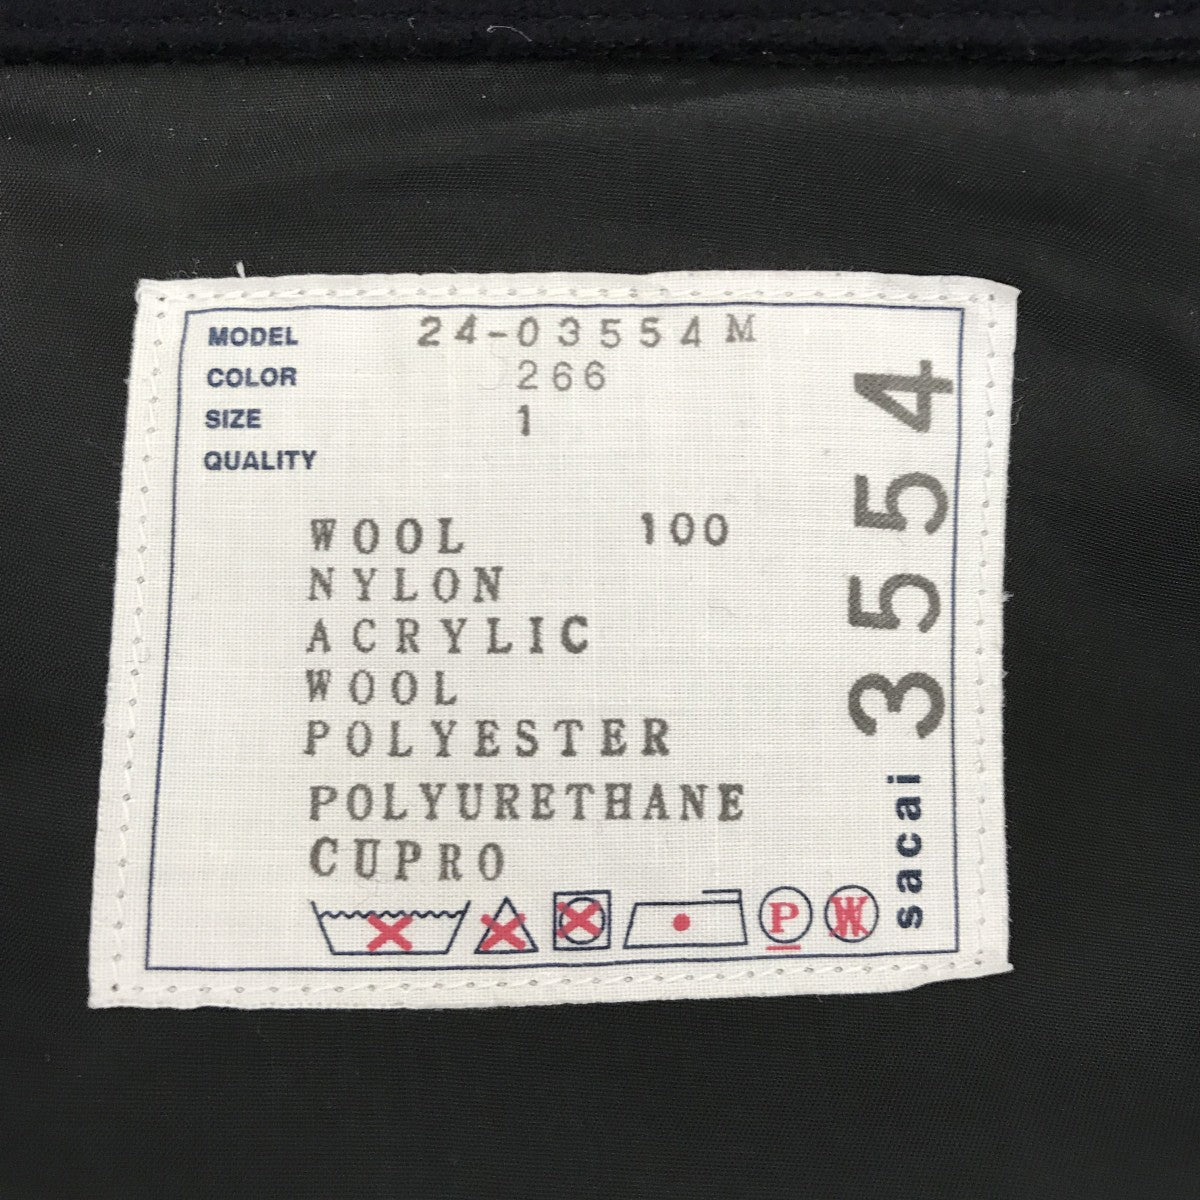 MODEL 24-03554M
COLOR 266
SIZE 1
QUALITY
WOOL 100
NYLON
ACRYLIC
WOOL
POLYESTER
POLYURETHANE
CUPRO
P W
sacai 3554